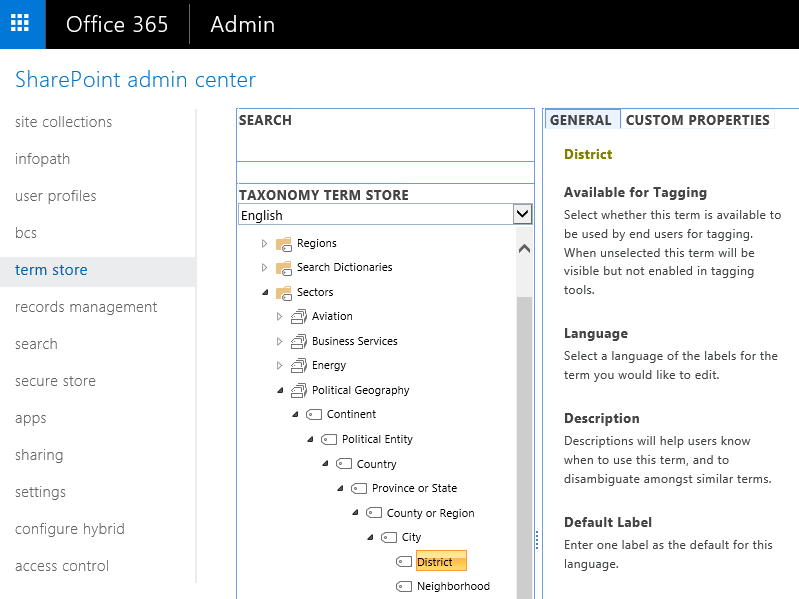 Office 365 Admin
SharePoint admin center
site collections
infopath
user profiles
bcs
term store
records management
search
secure store
apps
sharing
settings
configure hybrid
access control
SEARCH
TAXONOMY TERM STORE
English
Regions
Search Dictionaries
Sectors
Aviation
Business Services
Energy
Political Geography
Continent
Political Entity
Country
Province or State
County or Region
City
District
Neighborhood
GENERAL CUSTOM PROPERTIES
District
Available for Tagging
Select whether this term is available to
be used by end users for tagging.
When unselected this term will be
visible but not enabled in tagging
tools.
Language
Select a language of the labels for the
term you would like to edit.
Description
Descriptions will help users know
when to use this term, and to
disambiguate amongst similar terms.
Default Label
Enter one label as the default for this
language.